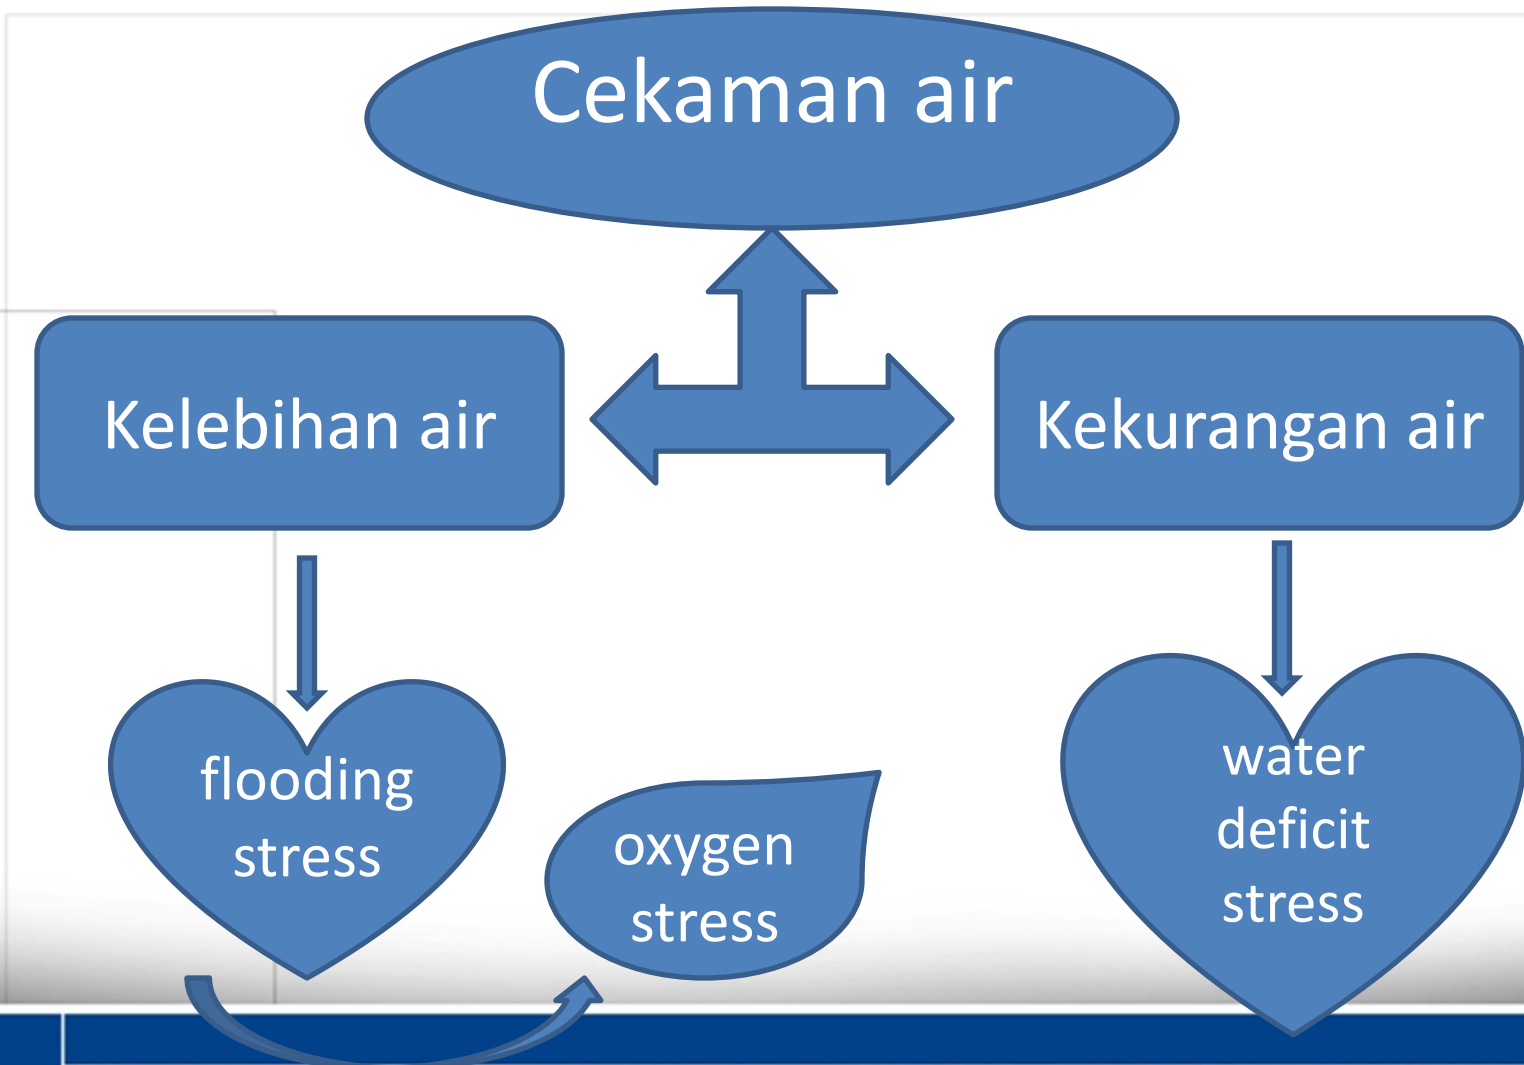 Cekaman air
Kelebihan air
Kekurangan air
flooding
stress
oxygen
stress
water
deficit
stress